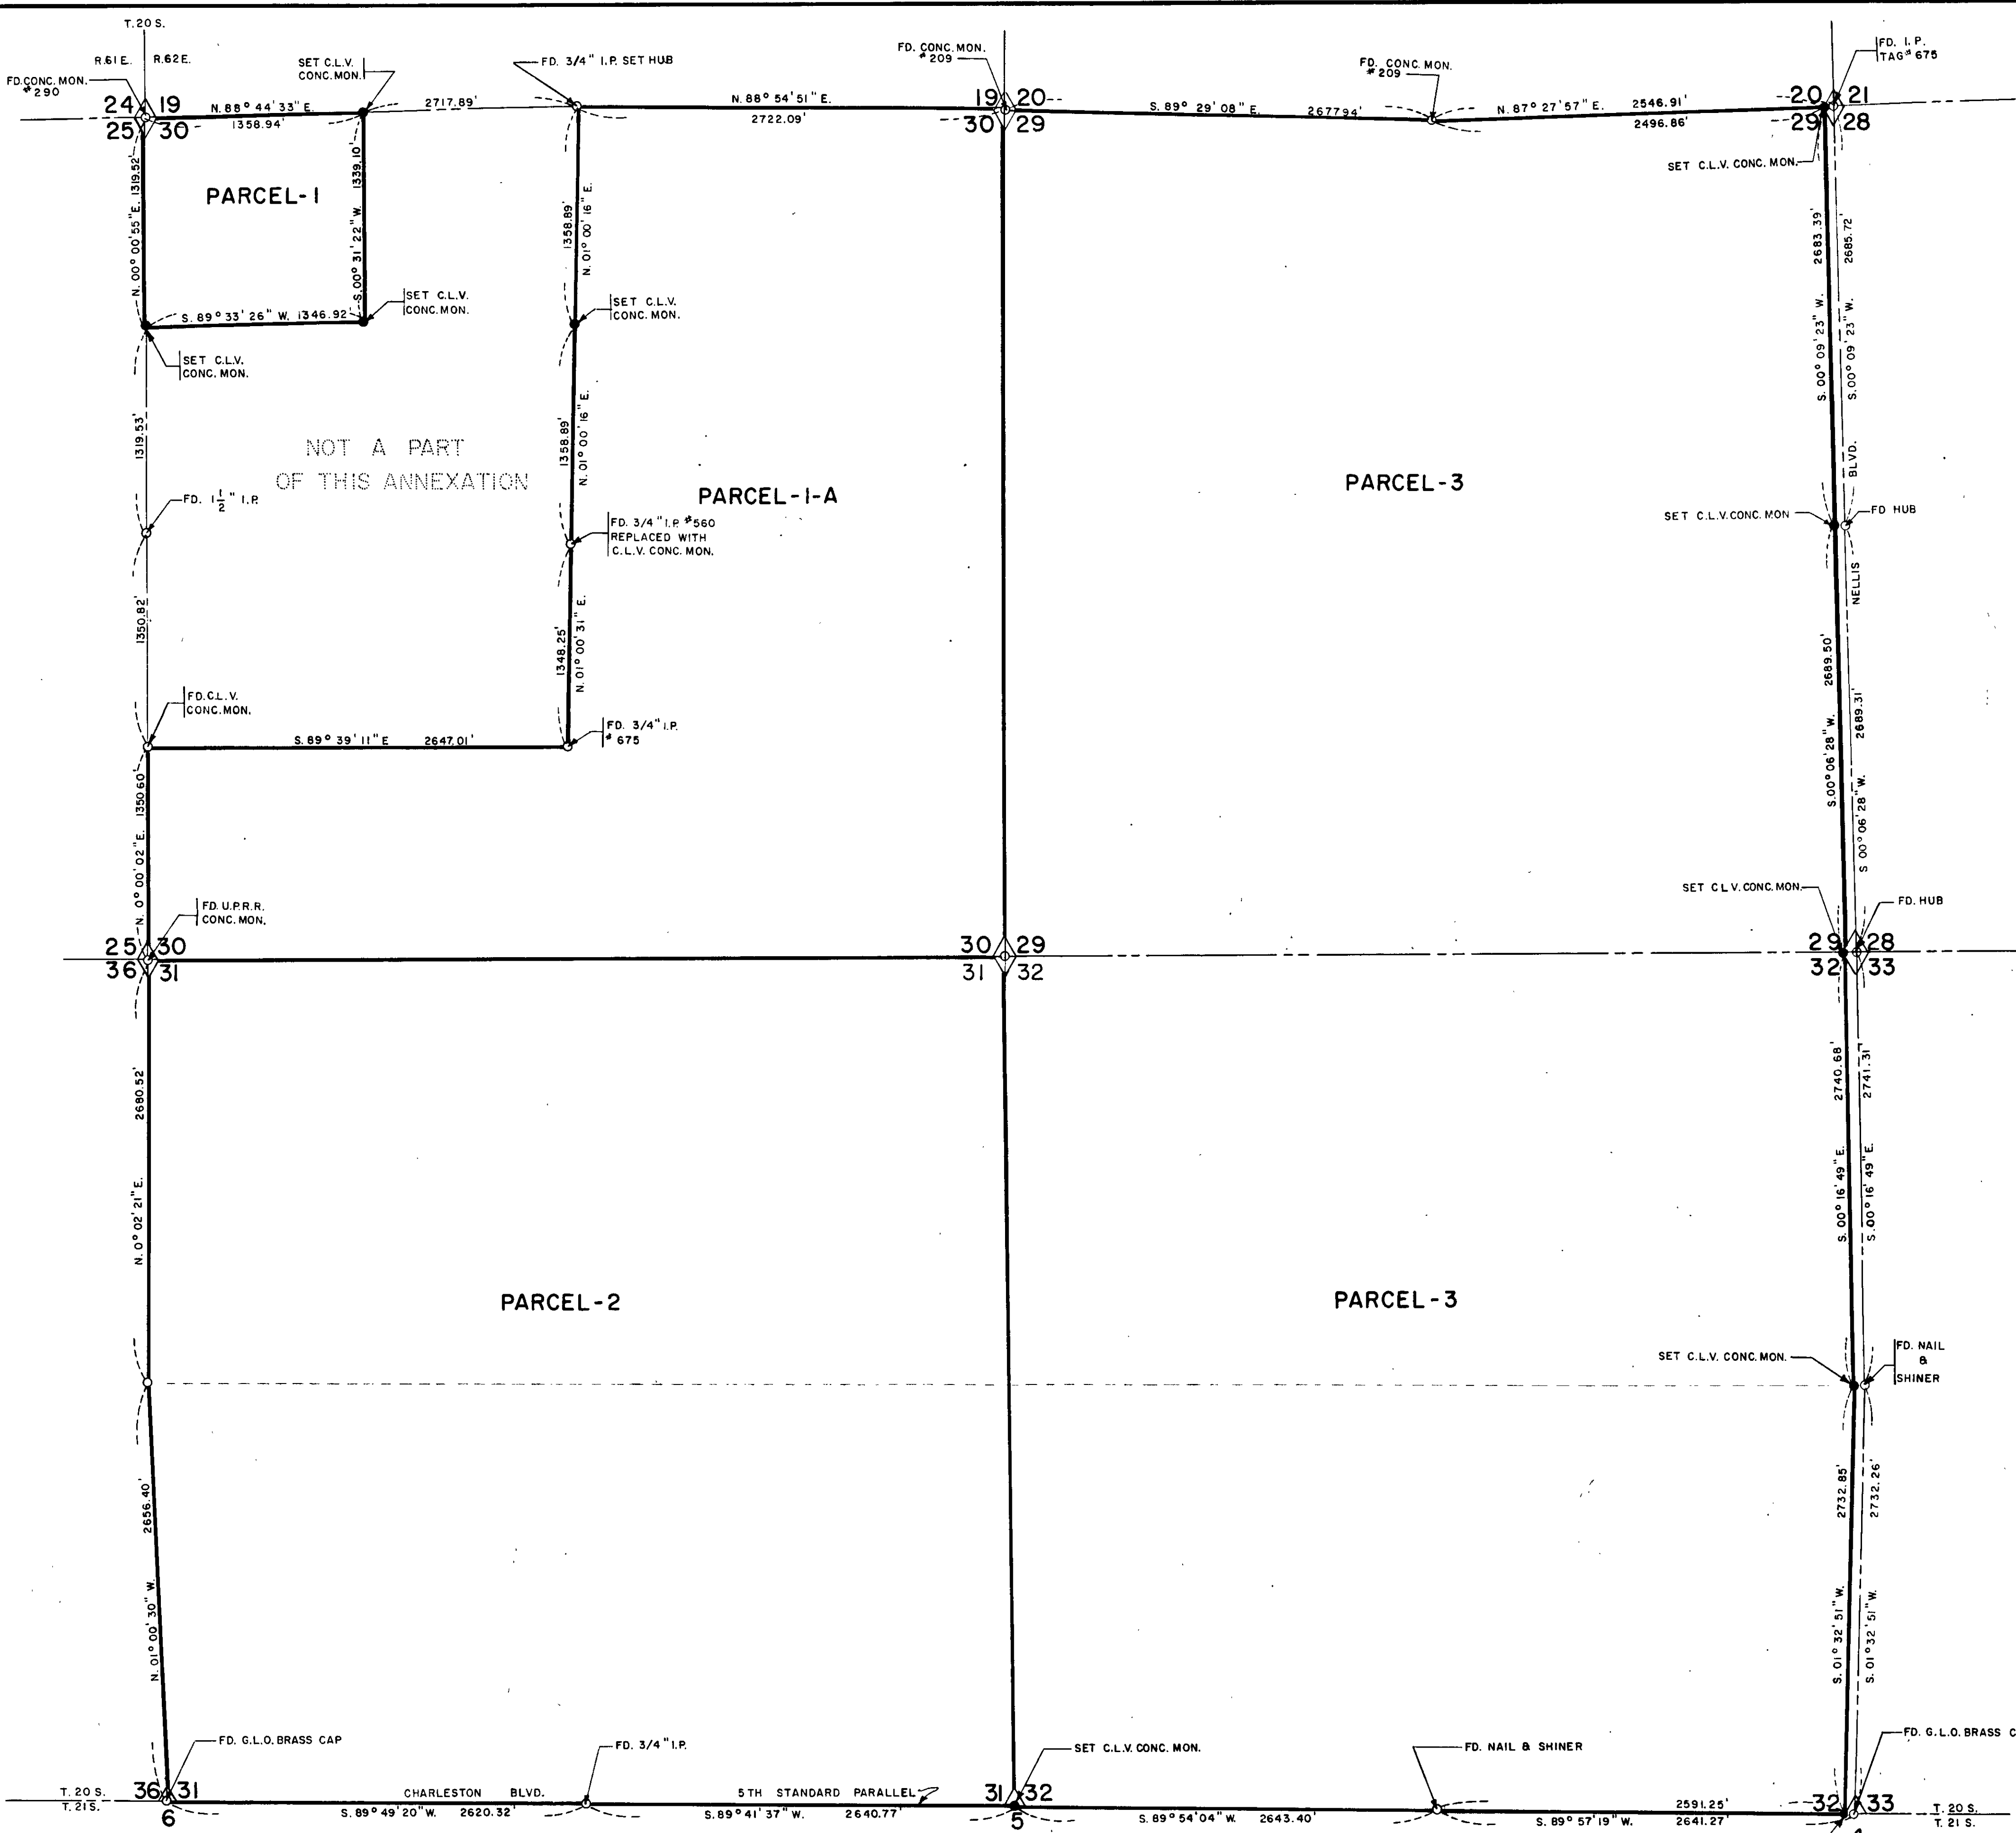 T. 20 S.
R. 61 E. R. 62 E.
FD. CONC. MON.
#290
24 19
25 30
N. 88° 44' 33" E.
1358.94'
SET C.L.V.
CONC. MON.
2717.89'
FD. 3/4" I.P. SET HUB
N. 88° 54' 51" E.
2722.09'
FD. CONC. MON.
#209
19 20
30 29
S. 89° 29' 08" E. 2677.94'
FD. CONC. MON.
#209
N. 87° 27' 57" E. 2546.91'
2496.86'
FD. I. P.
TAG #675
20 21
29 28
SET C.L.V. CONC. MON.
N. 00° 00' 55" E. 1319.52'
PARCEL-1
S. 00° 31' 22" W. 1339.10'
S. 89° 33' 26" W. 1346.92'
SET C.L.V.
CONC. MON.
SET C.L.V.
CONC. MON.
1358.89'
N. 01° 00' 16" E.
SET C.L.V.
CONC. MON.
2683.39'
S. 00° 09' 23" W.
2685.72'
S. 00° 09' 23" W.
1319.53'
NOT A PART
OF THIS ANNEXATION
1358.89'
N. 01° 00' 16" E.
PARCEL-1-A
PARCEL-3
FD. 1 1/2" I.P.
FD. 3/4" I.P. #560
REPLACED WITH
C.L.V. CONC. MON.
SET C.L.V. CONC. MON
FD HUB
NELLIS BLVD.
1350.82'
1348.25'
N. 01° 00' 31" E.
FD. C.L.V.
CONC. MON.
S. 89° 39' 11" E 2647.01'
FD. 3/4" I.P.
#675
2689.50'
S. 00° 06' 28" W.
2689.31'
S 00° 06' 28" W.
N. 0° 00' 02" E. 1350.60'
FD. U.P.R.R.
CONC. MON.
25 30
36 31
30 29
31 32
SET C L V. CONC. MON.
FD. HUB
29 28
32 33
2680.52'
N. 0° 02' 21" E.
2740.68'
S. 00° 16' 49" E.
2741.31'
S. 00° 16' 49" E.
PARCEL-2
PARCEL-3
SET C.L.V. CONC. MON.
FD. NAIL
&
SHINER
2656.40'
N. 01° 00' 30" W.
2732.85'
S. 01° 32' 51" W.
2732.26'
S. 01° 32' 51" W.
FD. G.L.O. BRASS CAP
FD. 3/4" I.P.
SET C.L.V. CONC. MON.
FD. NAIL & SHINER
FD. G.L.O. BRASS C
T. 20 S.
T. 21 S.
36 31
6
CHARLESTON BLVD.
S. 89° 49' 20" W. 2620.32'
5TH STANDARD PARALLEL
S. 89° 41' 37" W. 2640.77'
31 32
5
S. 89° 54' 04" W. 2643.40'
2591.25'
S. 89° 57' 19" W. 2641.27'
32 33
T. 20 S.
T. 21 S.